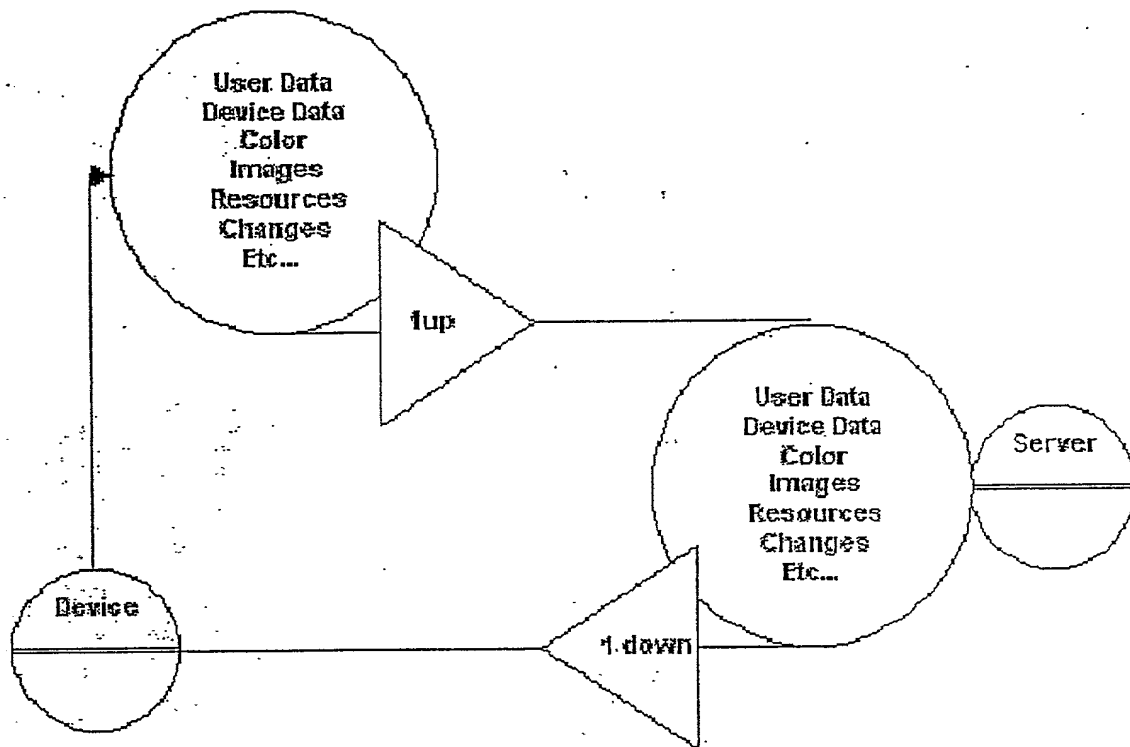 User Data
Device Data
Color
Images
Resources
Changes
Etc...
1up
User Data
Device Data
Color
Images
Resources
Changes
Etc...
Server
Device
1 down